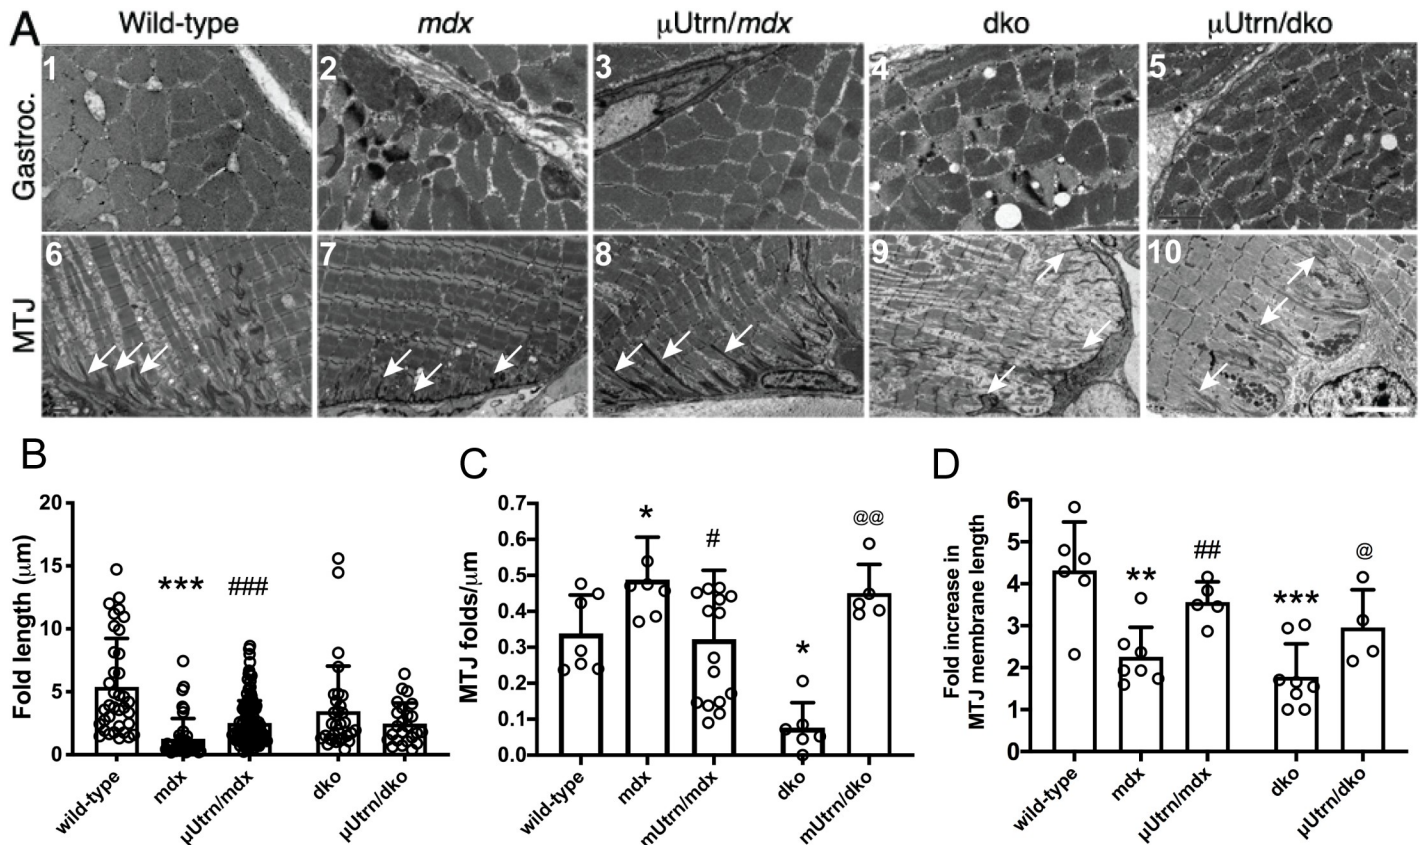 A
Wild-type mdx μUtrn/mdx dko μUtrn/dko
Gastroc.
1 2 3 4 5
MTJ
6 7 8 9 10
B
Fold length (μm)
20
15
10
5
0
*** ###
wild-type
mdx
μUtrn/mdx
dko
μUtrn/dko
C
MTJ folds/μm
0.7
0.6
0.5
0.4
0.3
0.2
0.1
0.0
* # * @@
wild-type
mdx
mUtrn/mdx
dko
mUtrn/dko
D
Fold increase in
MTJ membrane length
6
5
4
3
2
1
0
** ## *** @
wild-type
mdx
μUtrn/mdx
dko
μUtrn/dko